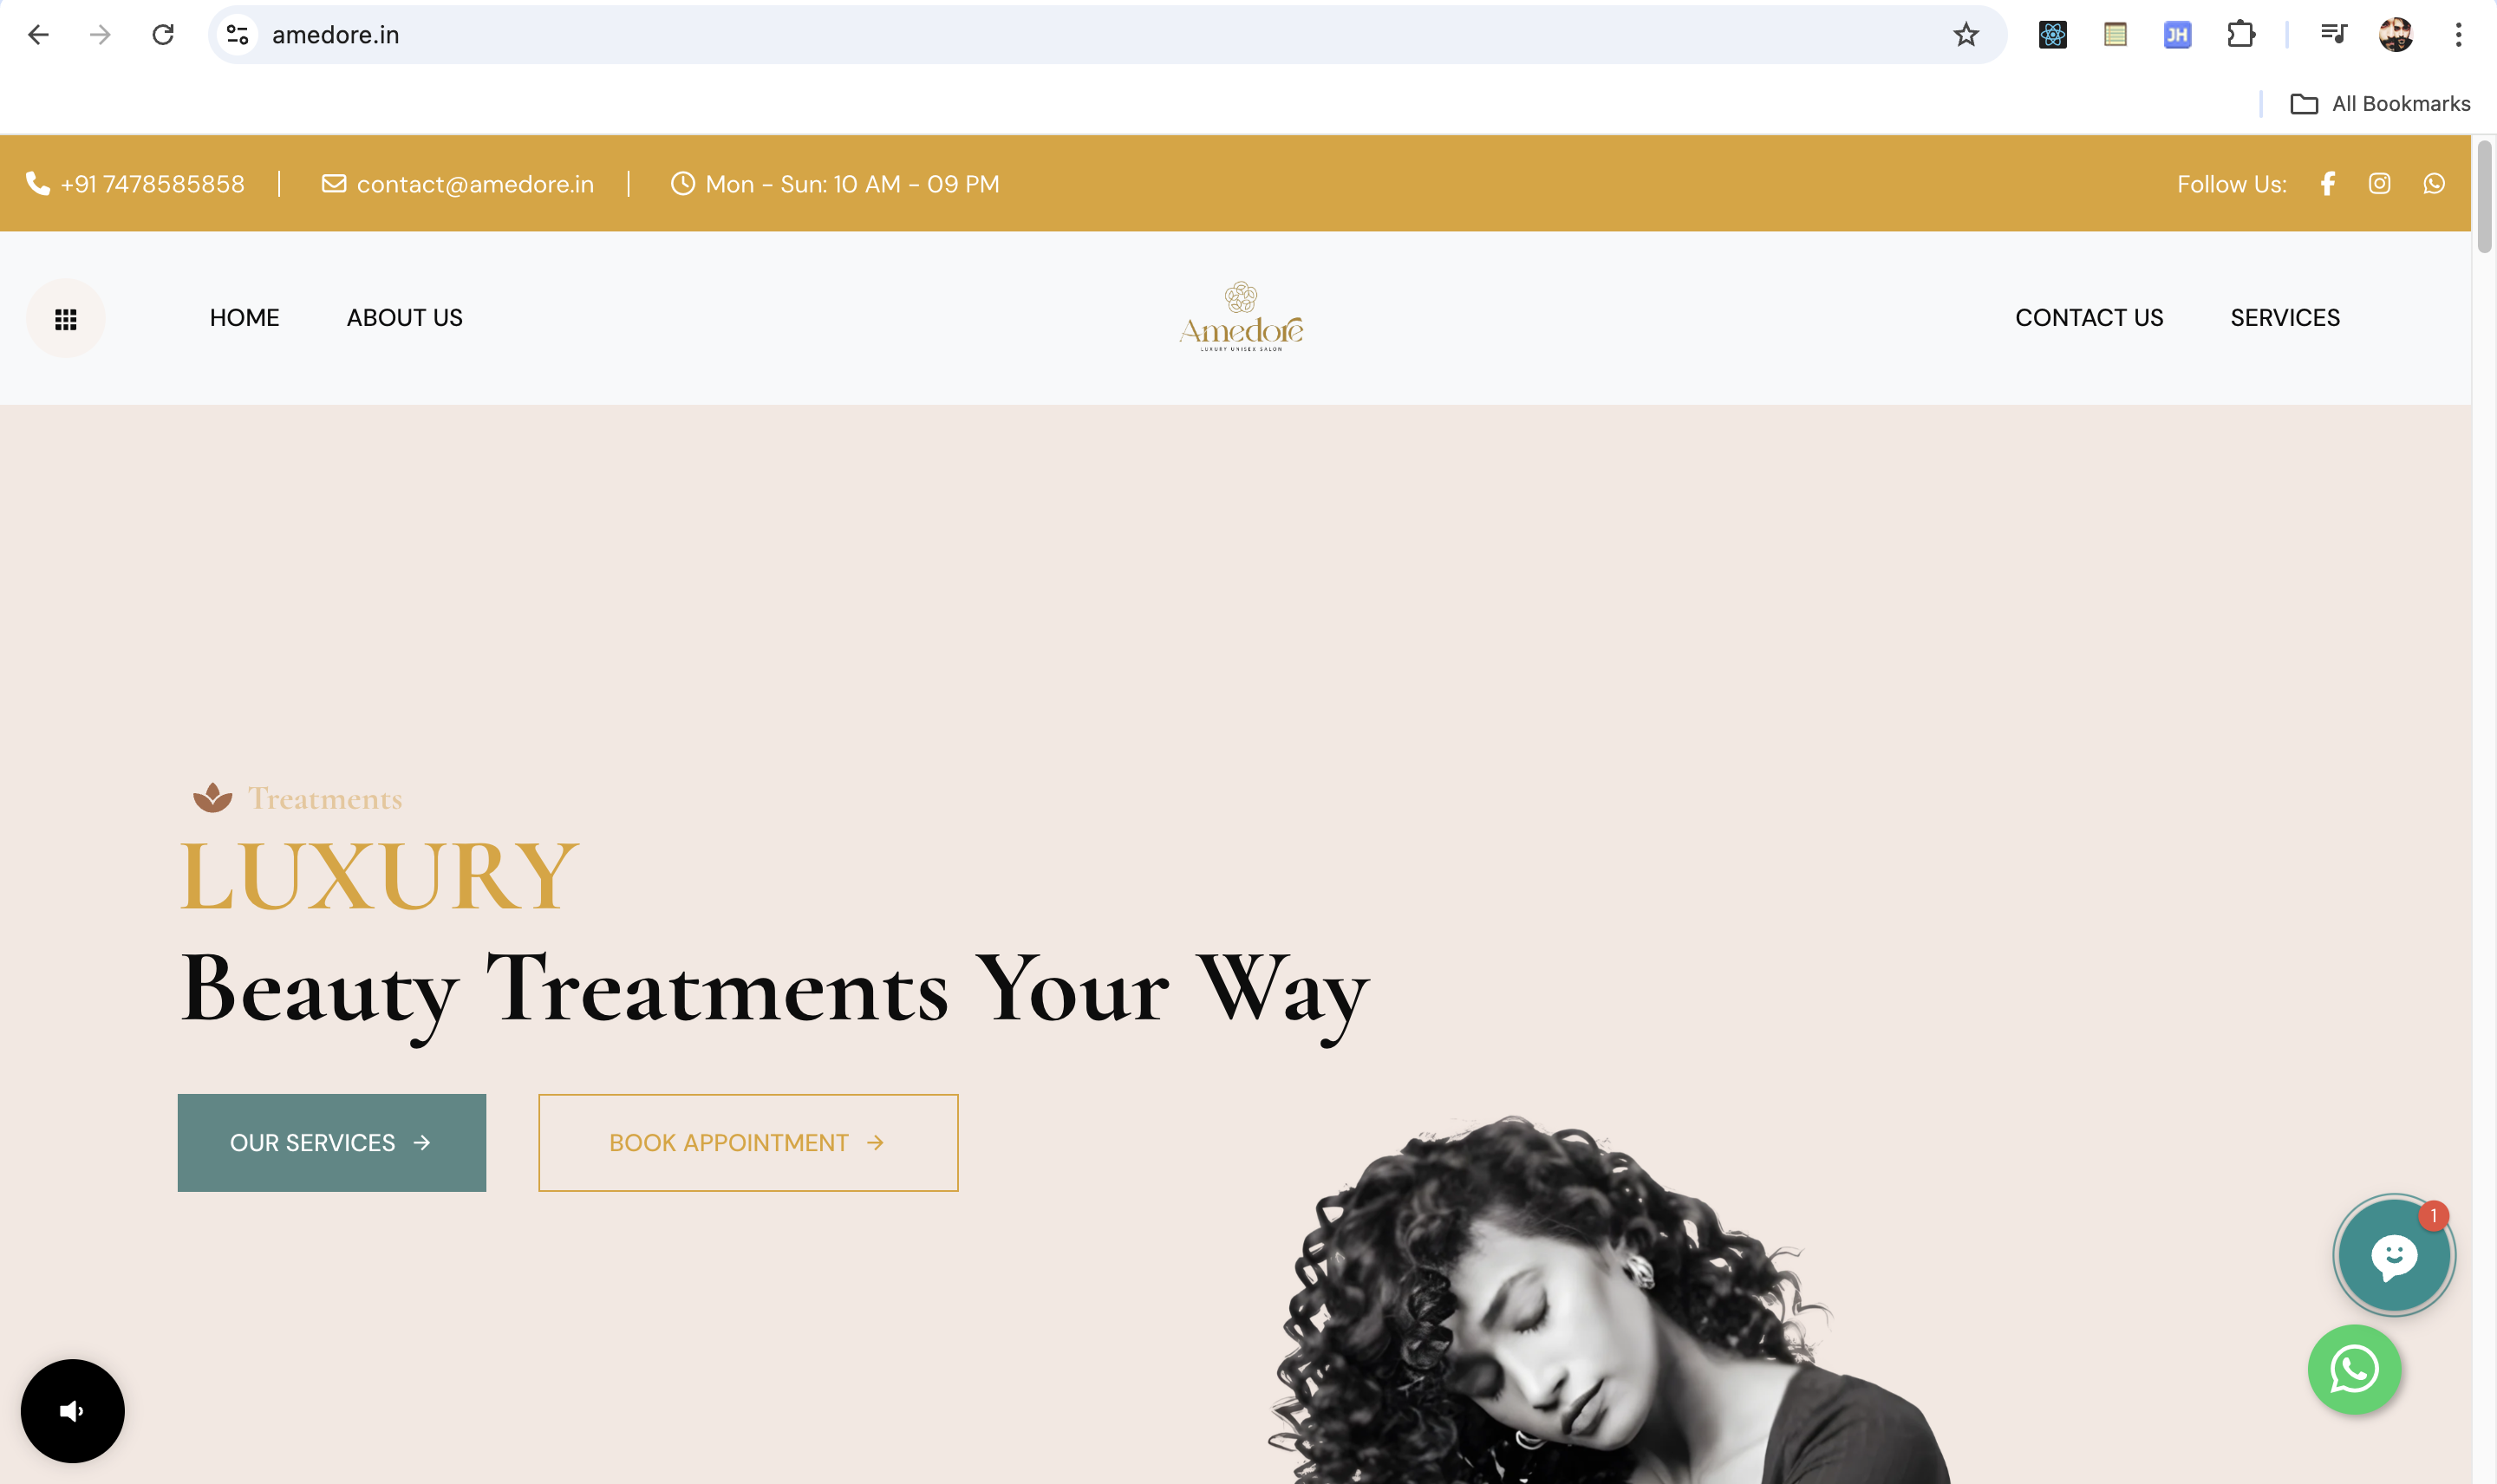 amedore.in
JH
All Bookmarks
+91 7478585858 | contact@amedore.in | Mon - Sun: 10 AM - 09 PM
Follow Us:
HOME
ABOUT US
Amedore
LUXURY UNISEX SALON
CONTACT US
SERVICES
Treatments
LUXURY
Beauty Treatments Your Way
OUR SERVICES →
BOOK APPOINTMENT →
1